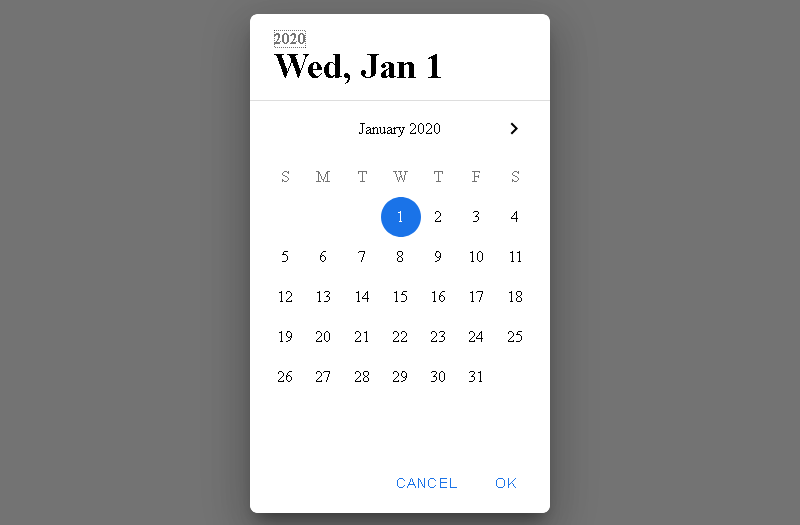 2020
Wed, Jan 1
January 2020
S M T W T F S
1 2 3 4
5 6 7 8 9 10 11
12 13 14 15 16 17 18
19 20 21 22 23 24 25
26 27 28 29 30 31
CANCEL OK